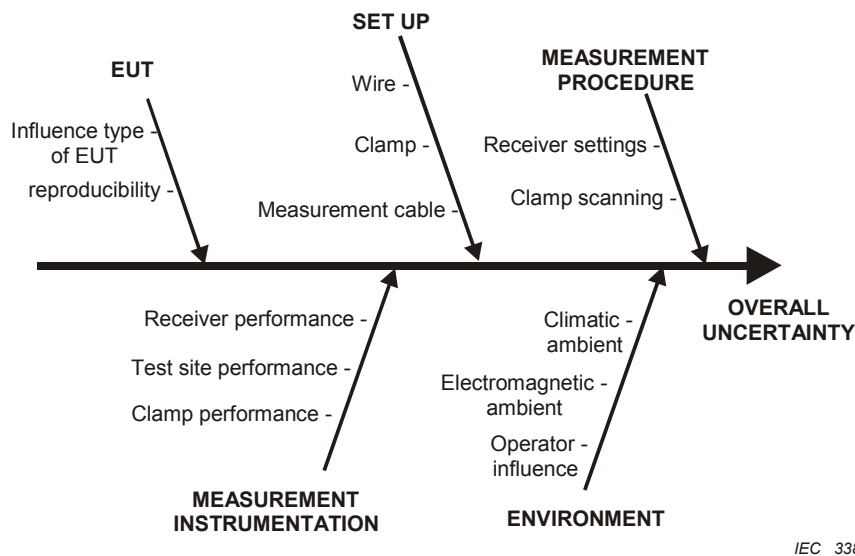 SET UP
EUT
MEASUREMENT
PROCEDURE
Wire -
Influence type -
of EUT
Clamp -
Receiver settings -
reproducibility -
Clamp scanning -
Measurement cable -
OVERALL
UNCERTAINTY
Receiver performance -
Climatic -
ambient
Test site performance -
Electromagnetic -
ambient
Clamp performance -
Operator -
influence
MEASUREMENT
INSTRUMENTATION
ENVIRONMENT
IEC